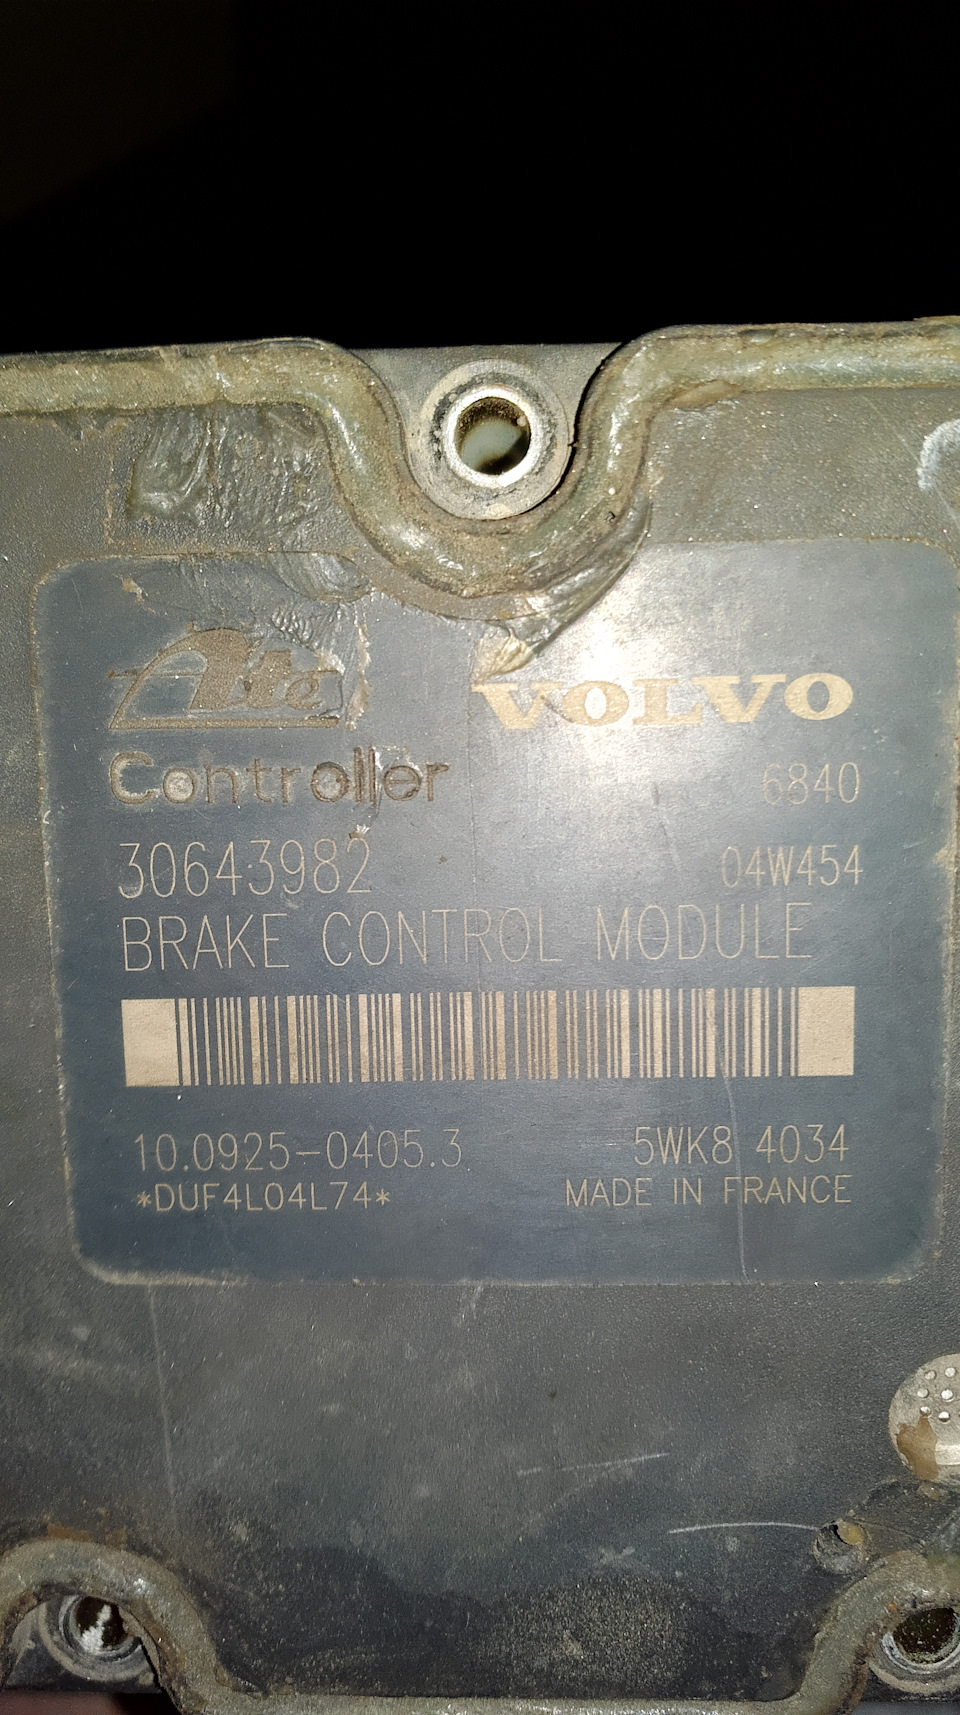 Ate VOLVO
Controller 6840
30643982 04W454
BRAKE CONTROL MODULE
10.0925-0405.3 5WK8 4034
*DUF4L04L74* MADE IN FRANCE